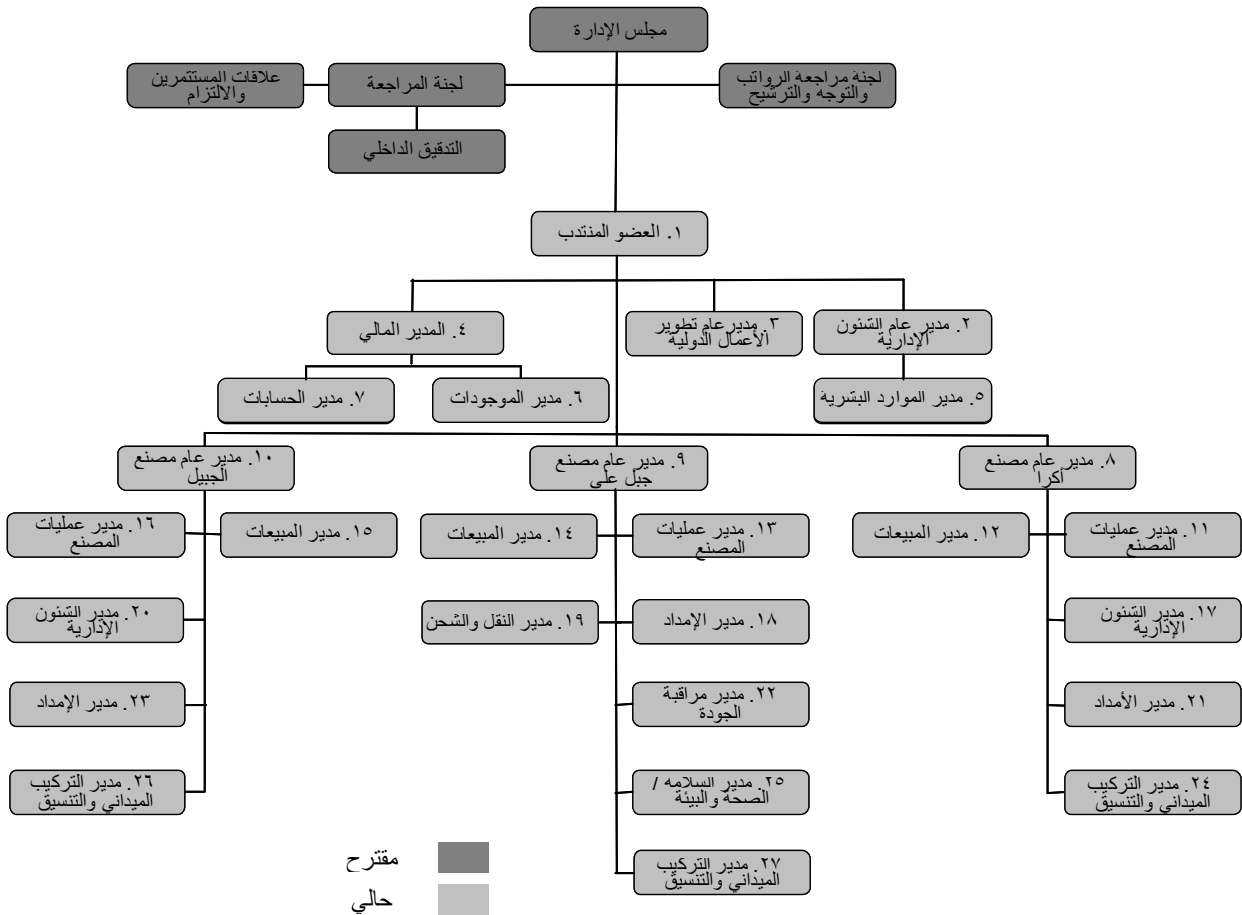 مجلس الإدارة
لجنة مراجعة الرواتب
والتوجه والترشيح
لجنة المراجعة
علاقات المستثمرين
والالتزام
التدقيق الداخلي
١. العضو المنتدب
٢. مدير عام الشئون
الإدارية
٣. مديرعام تطوير
الأعمال الدولية
٤. المدير المالي
٥. مدير الموارد البشرية
٦. مدير الموجودات
٧. مدير الحسابات
٨. مدير عام مصنع
أكرا
٩. مدير عام مصنع
جبل علي
١٠. مدير عام مصنع
الجبيل
١١. مدير عمليات
المصنع
١٢. مدير المبيعات
١٣. مدير عمليات
المصنع
١٤. مدير المبيعات
١٥. مدير المبيعات
١٦. مدير عمليات
المصنع
١٧. مدير الشئون
الإدارية
١٨. مدير الإمداد
١٩. مدير النقل والشحن
٢٠. مدير الشئون
الإدارية
٢١. مدير الأمداد
٢٢. مدير مراقبة
الجودة
٢٣. مدير الإمداد
٢٤. مدير التركيب
الميداني والتنسيق
٢٥. مدير السلامه /
الصحة والبيئة
٢٦. مدير التركيب
الميداني والتنسيق
٢٧. مدير التركيب
الميداني والتنسيق
مقترح
حالي